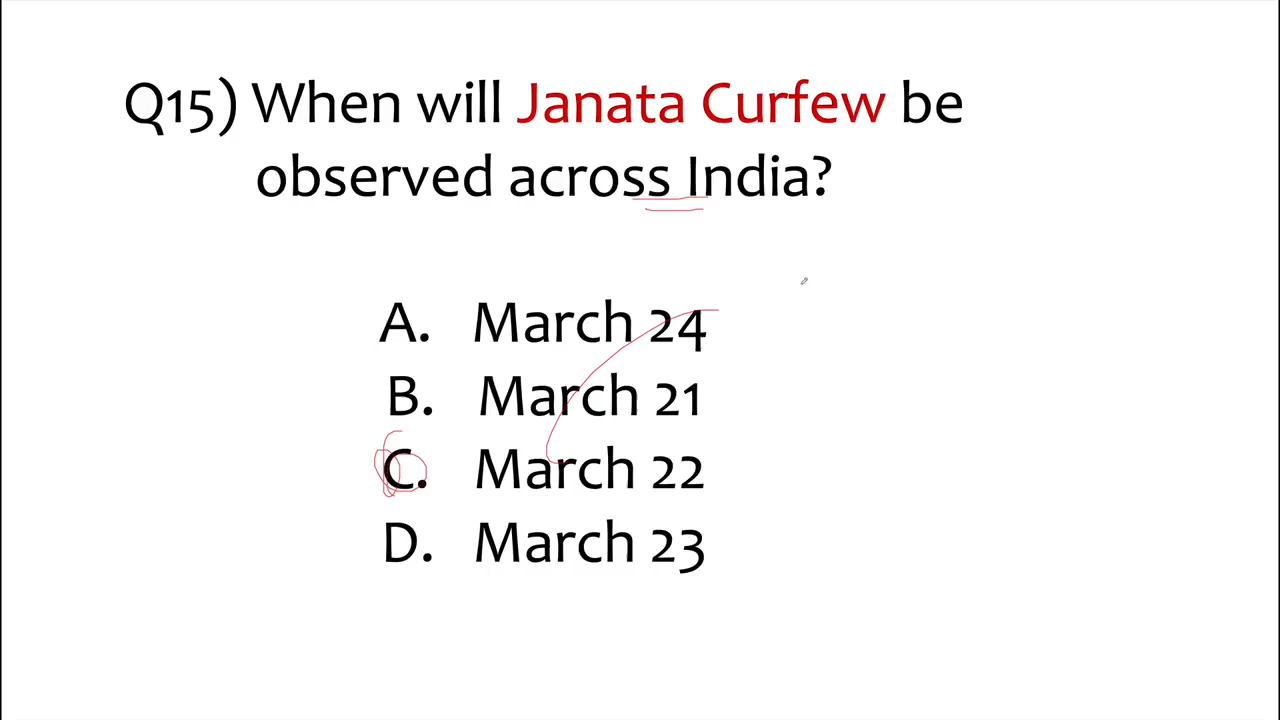 Q15) When will Janata Curfew be
observed across India?
A. March 24
B. March 21
C. March 22
D. March 23